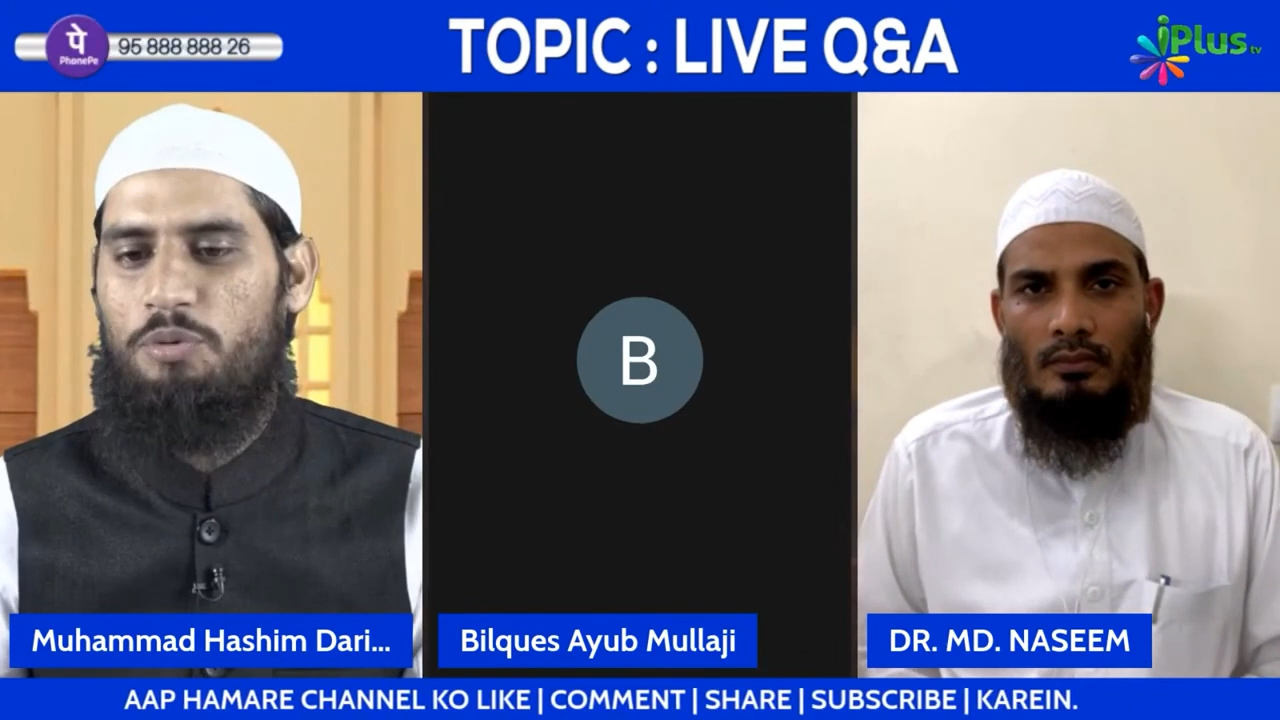 पे
PhonePe
95 888 888 26
TOPIC : LIVE Q&A
iPlus tv
B
Muhammad Hashim Dari...
Bilques Ayub Mullaji
DR. MD. NASEEM
AAP HAMARE CHANNEL KO LIKE | COMMENT | SHARE | SUBSCRIBE | KAREIN.